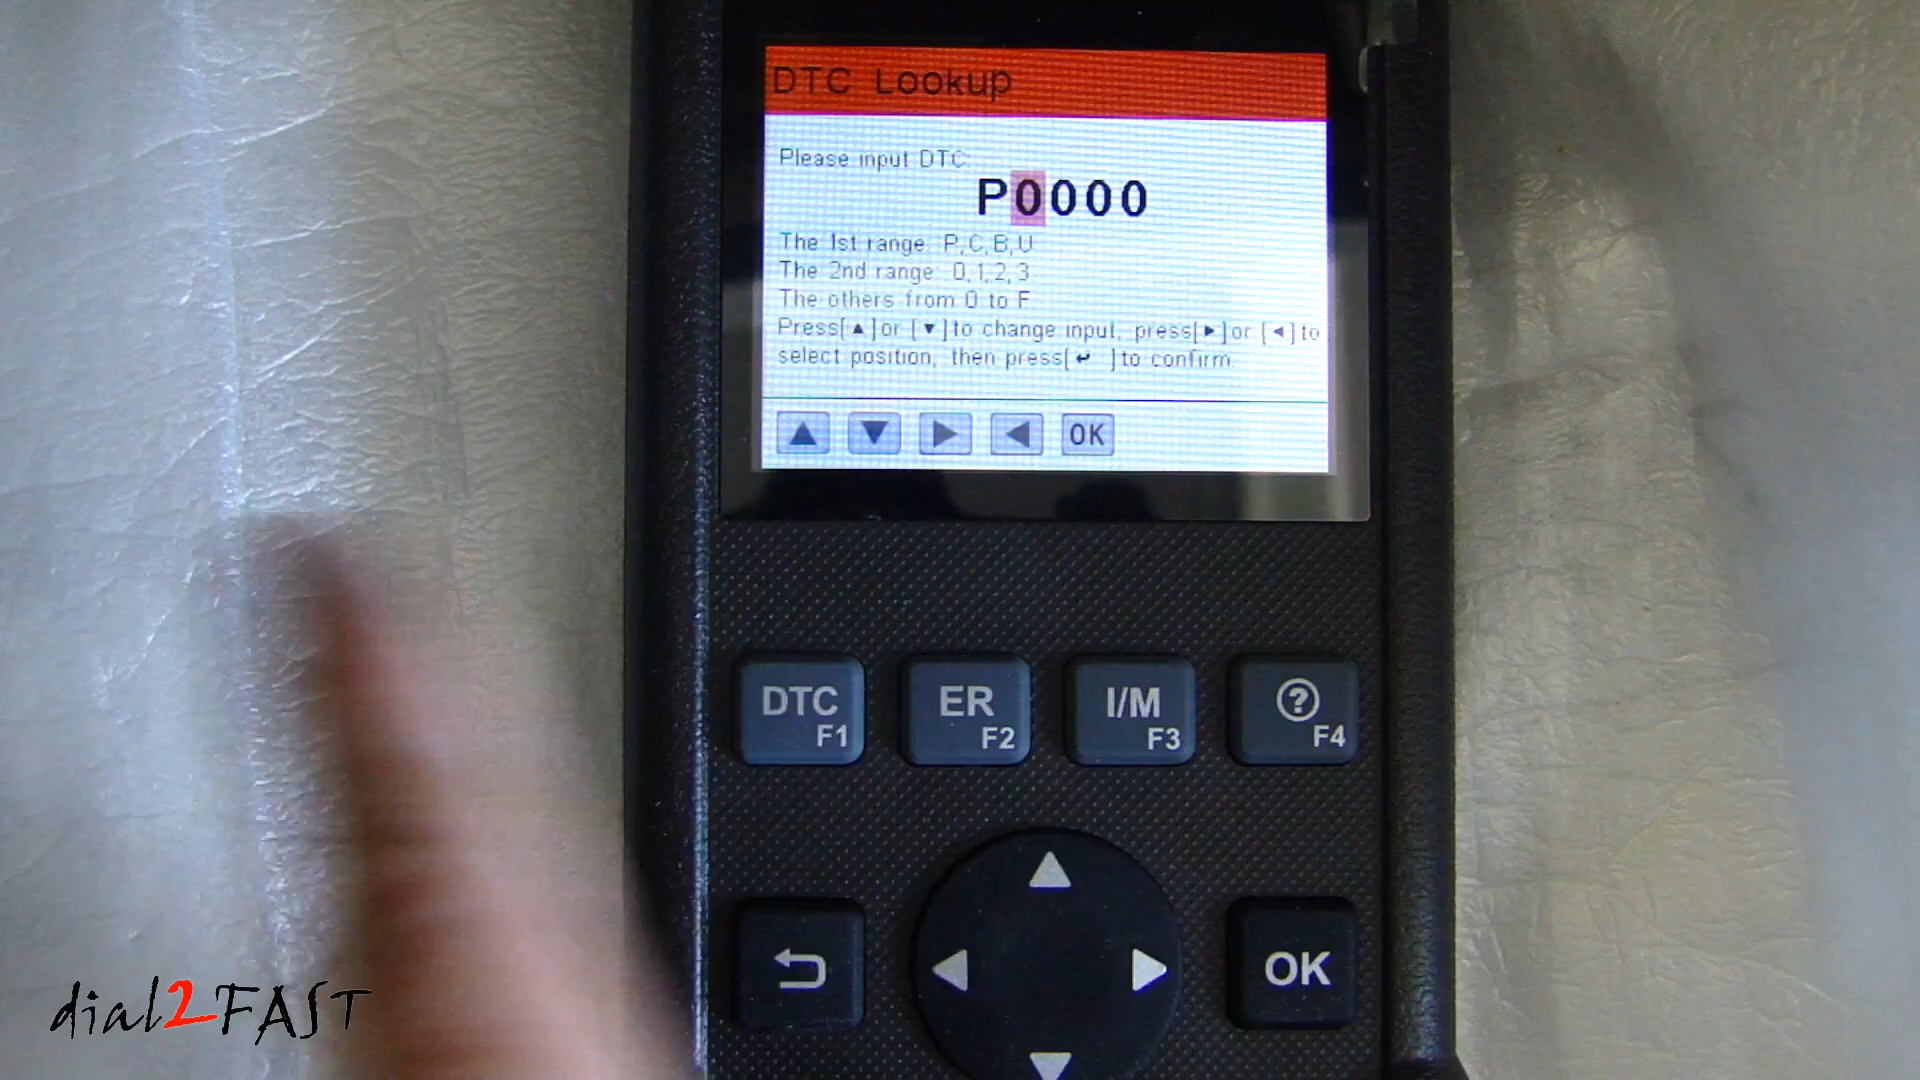 DTC Lookup
Please input DTC:
P0000
The 1st range: P,C,B,U
The 2nd range: 0,1,2,3
The others from 0 to F
Press[▲]or [▼]to change input, press[►]or [◄]to
select position, then press[↵ ]to confirm.
OK
DTC F1
ER F2
I/M F3
? F4
OK
dial2FAST